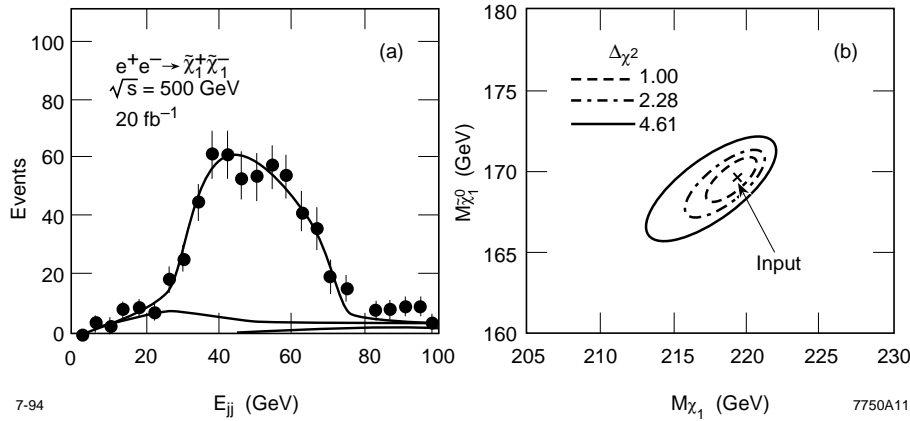 100
80
60
40
20
0
Events
(a)
e⁺e⁻→ χ̃₁⁺χ̃₁⁻
√s = 500 GeV
20 fb⁻¹
0 20 40 60 80 100
E_jj (GeV)
7-94
180
175
170
165
160
Mχ̃₁⁰ (GeV)
(b)
Δχ²
1.00
2.28
4.61
Input
205 210 215 220 225 230
Mχ₁ (GeV)
7750A11